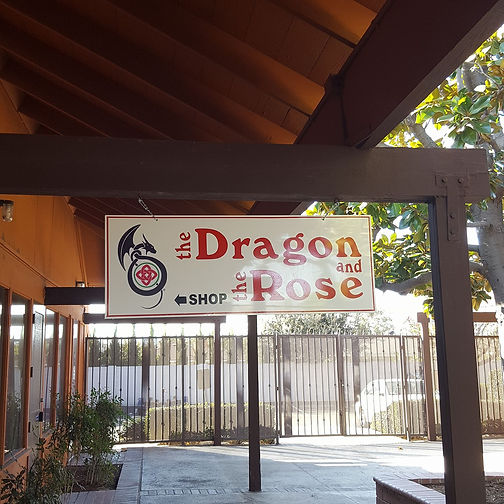 the Dragon
and
SHOP the Rose